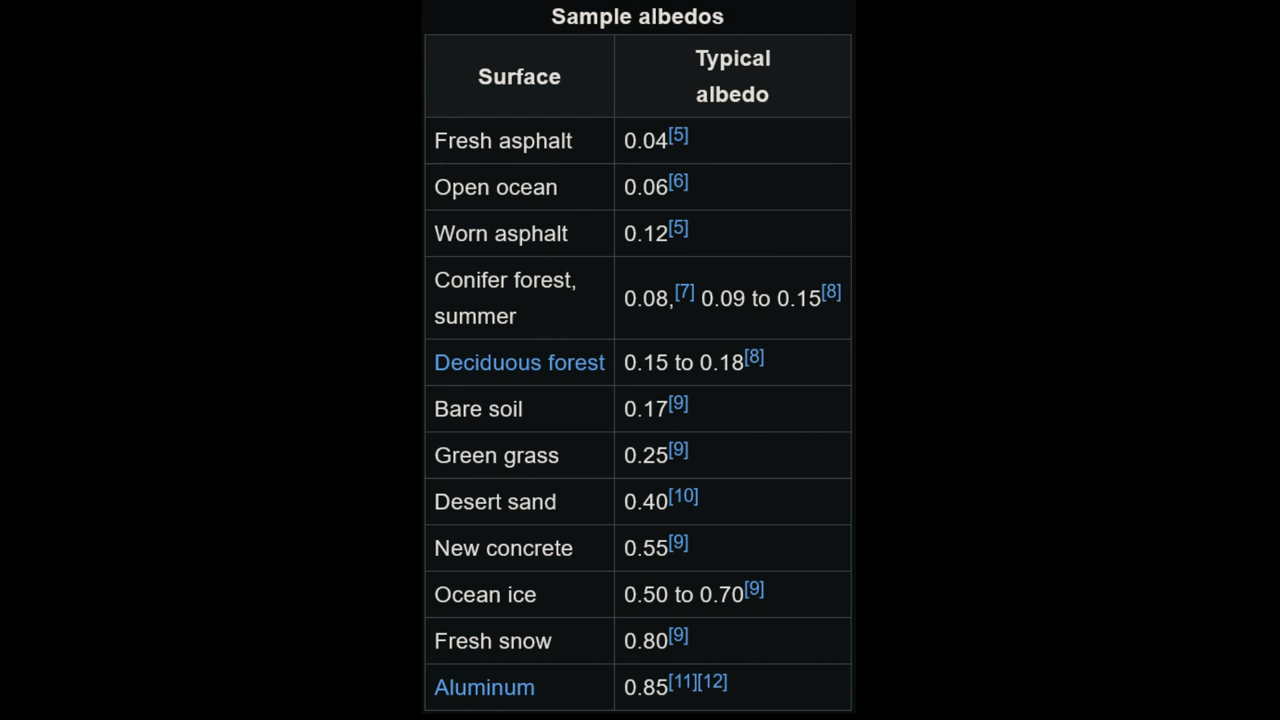 Sample albedos
Surface
Typical
albedo
Fresh asphalt 0.04[5]
Open ocean 0.06[6]
Worn asphalt 0.12[5]
Conifer forest,
summer
0.08,[7] 0.09 to 0.15[8]
Deciduous forest 0.15 to 0.18[8]
Bare soil 0.17[9]
Green grass 0.25[9]
Desert sand 0.40[10]
New concrete 0.55[9]
Ocean ice 0.50 to 0.70[9]
Fresh snow 0.80[9]
Aluminum 0.85[11][12]